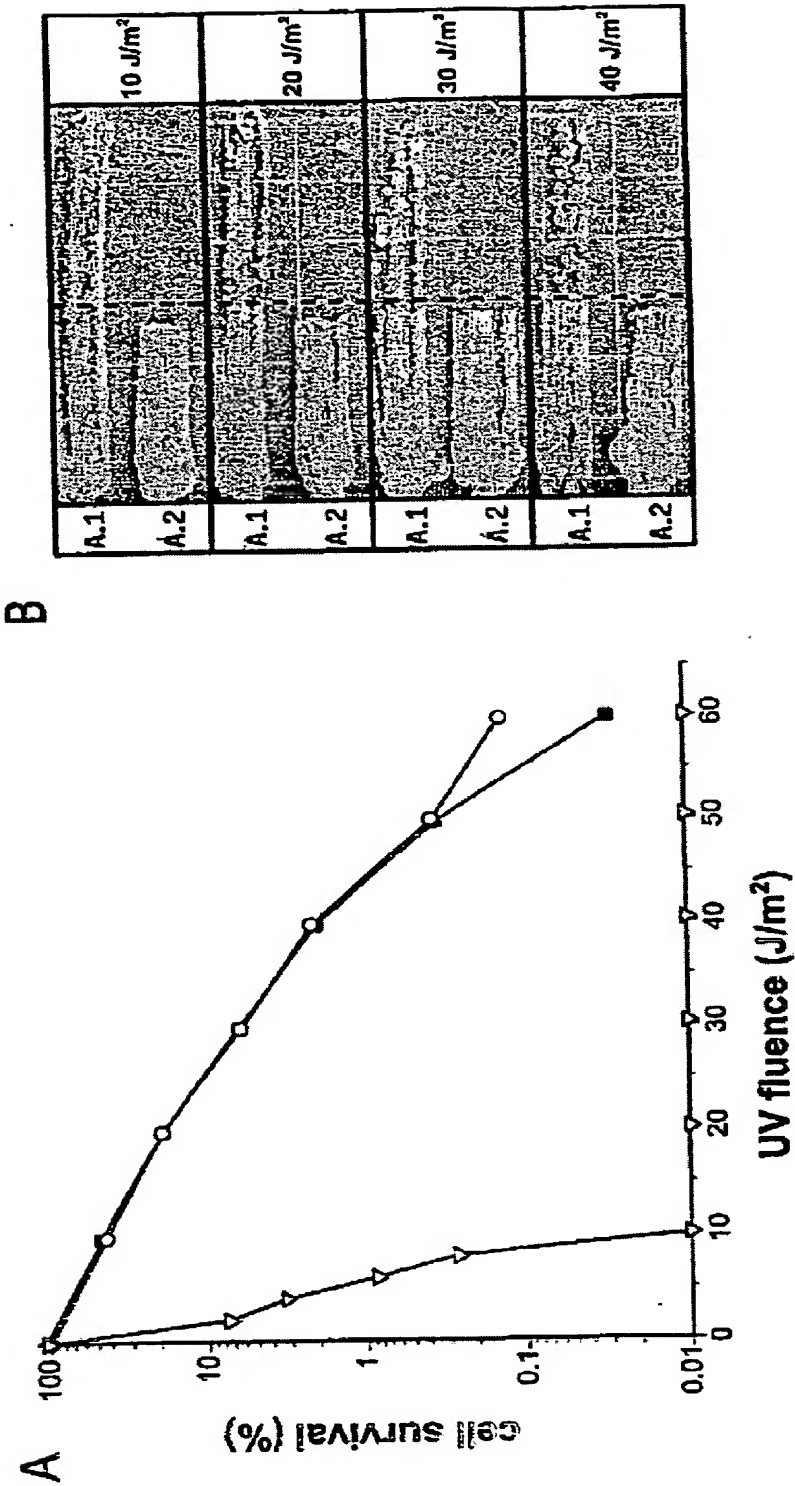 A
cell survival (%)
100
10
1
0.1
0.01
0
10
20
30
40
50
60
UV fluence (J/m²)
B
A.1
A.2
10 J/m²
A.1
A.2
20 J/m²
A.1
A.2
30 J/m²
A.1
A.2
40 J/m²